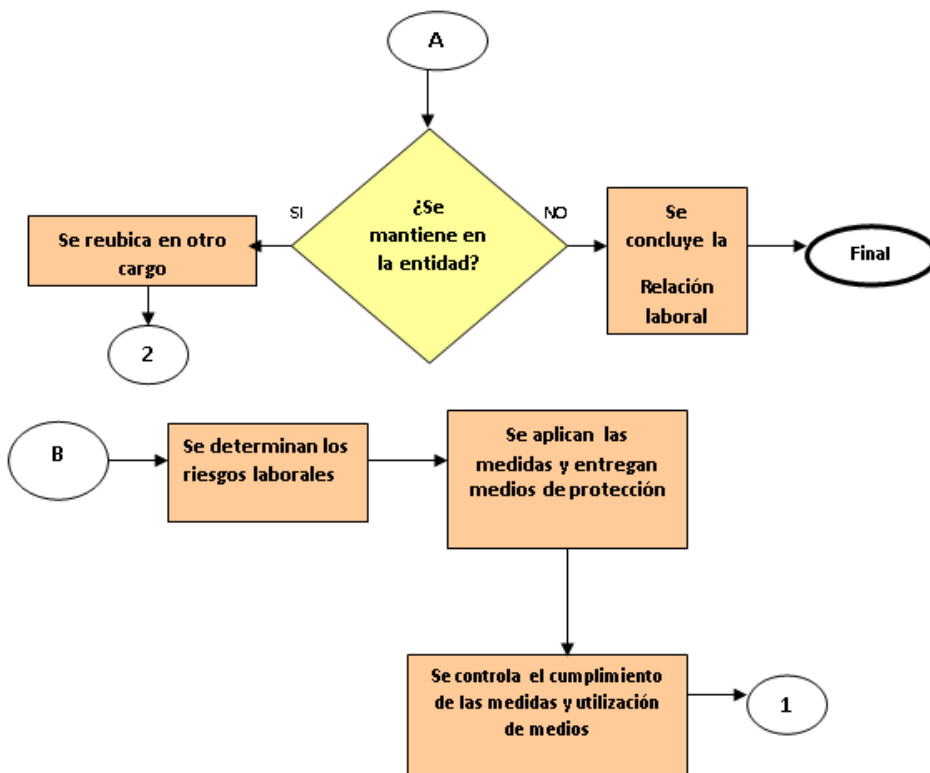 A
¿Se
mantiene en
la entidad?
SI
NO
Se reubica en otro
cargo
2
Se
concluye la
Relación
laboral
Final
B
Se determinan los
riesgos laborales
Se aplican las
medidas y entregan
medios de protección
Se controla el cumplimiento
de las medidas y utilización
de medios
1